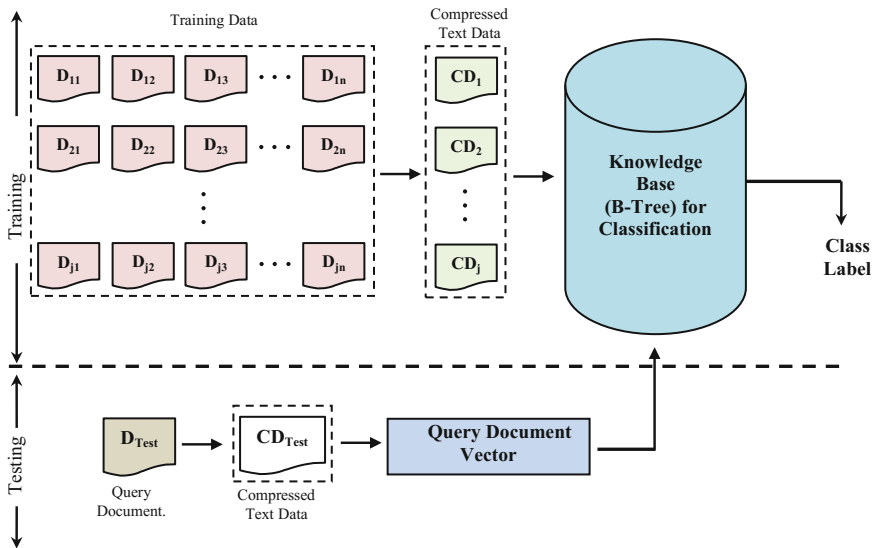 Training Data
Compressed
Text Data
D11 D12 D13 ... D1n
CD1
D21 D22 D23 ... D2n
CD2
Knowledge
Base
(B-Tree) for
Classification
Training
Class
Label
Dj1 Dj2 Dj3 ... Djn
CDj
Testing
DTest
CDTest
Query Document
Vector
Query
Document.
Compressed
Text Data